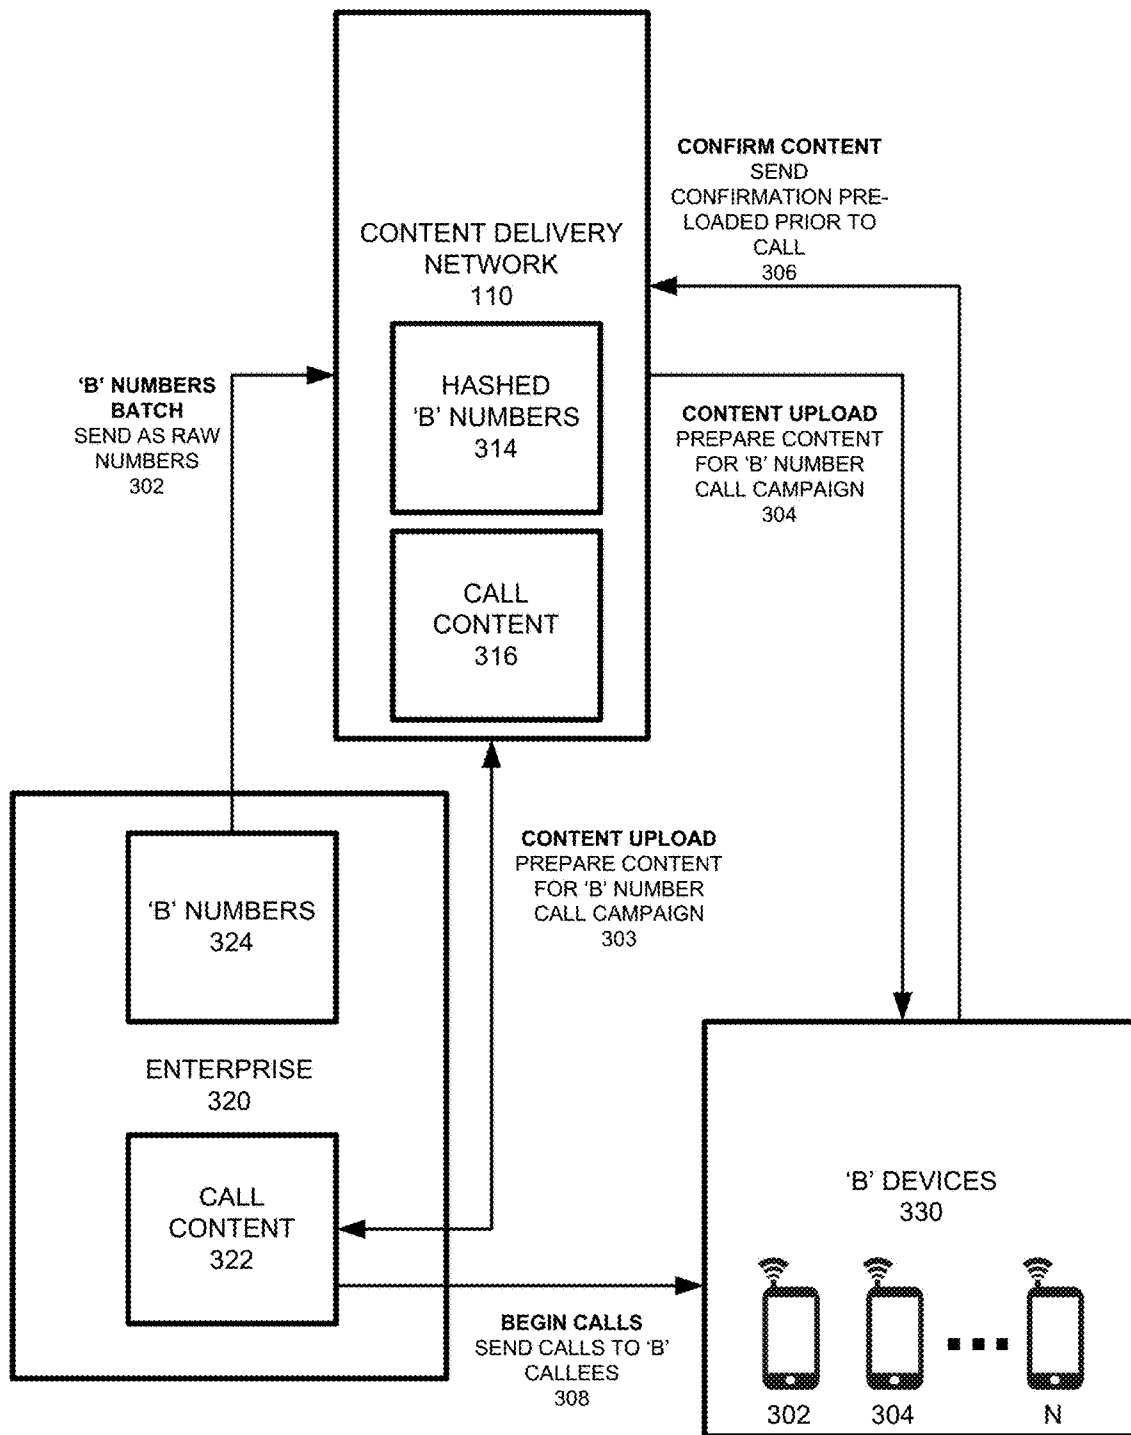 CONTENT DELIVERY
NETWORK
110
HASHED
‘B’ NUMBERS
314
CALL
CONTENT
316
CONFIRM CONTENT
SEND
CONFIRMATION PRE-
LOADED PRIOR TO
CALL
306
‘B’ NUMBERS
BATCH
SEND AS RAW
NUMBERS
302
CONTENT UPLOAD
PREPARE CONTENT
FOR ‘B’ NUMBER
CALL CAMPAIGN
304
CONTENT UPLOAD
PREPARE CONTENT
FOR ‘B’ NUMBER
CALL CAMPAIGN
303
‘B’ NUMBERS
324
ENTERPRISE
320
CALL
CONTENT
322
BEGIN CALLS
SEND CALLS TO ‘B’
CALLEES
308
‘B’ DEVICES
330
302
304
N